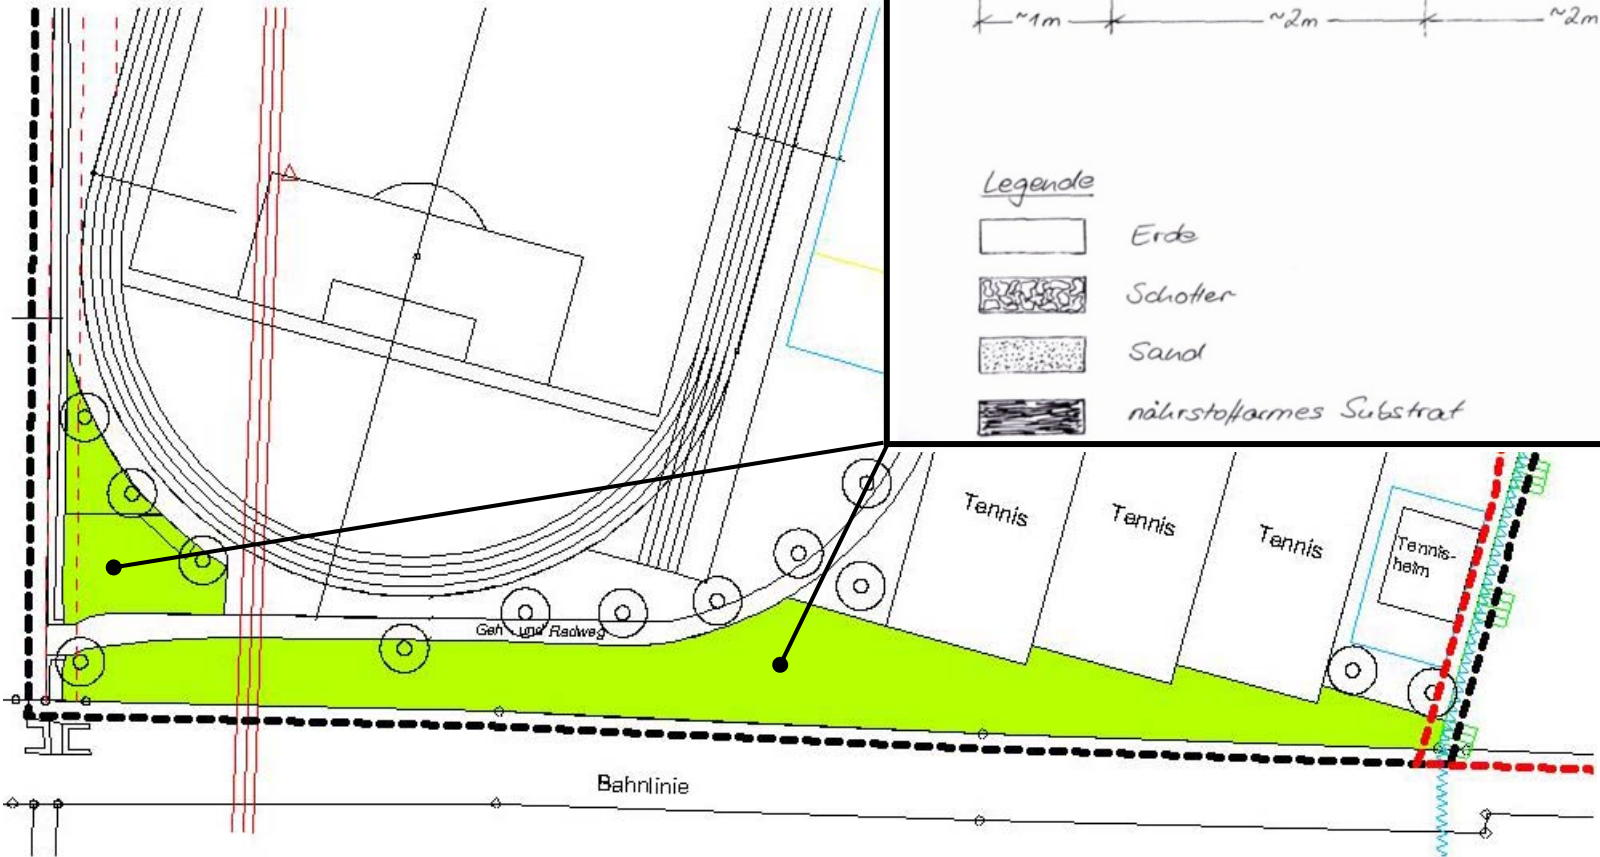 ~1m
~2m
~2m
Legende
Erde
Schotter
Sand
nährstoffarmes Substrat
Tennis
Tennis
Tennis
Tennis-
heim
Geh- und Radweg
Bahnlinie